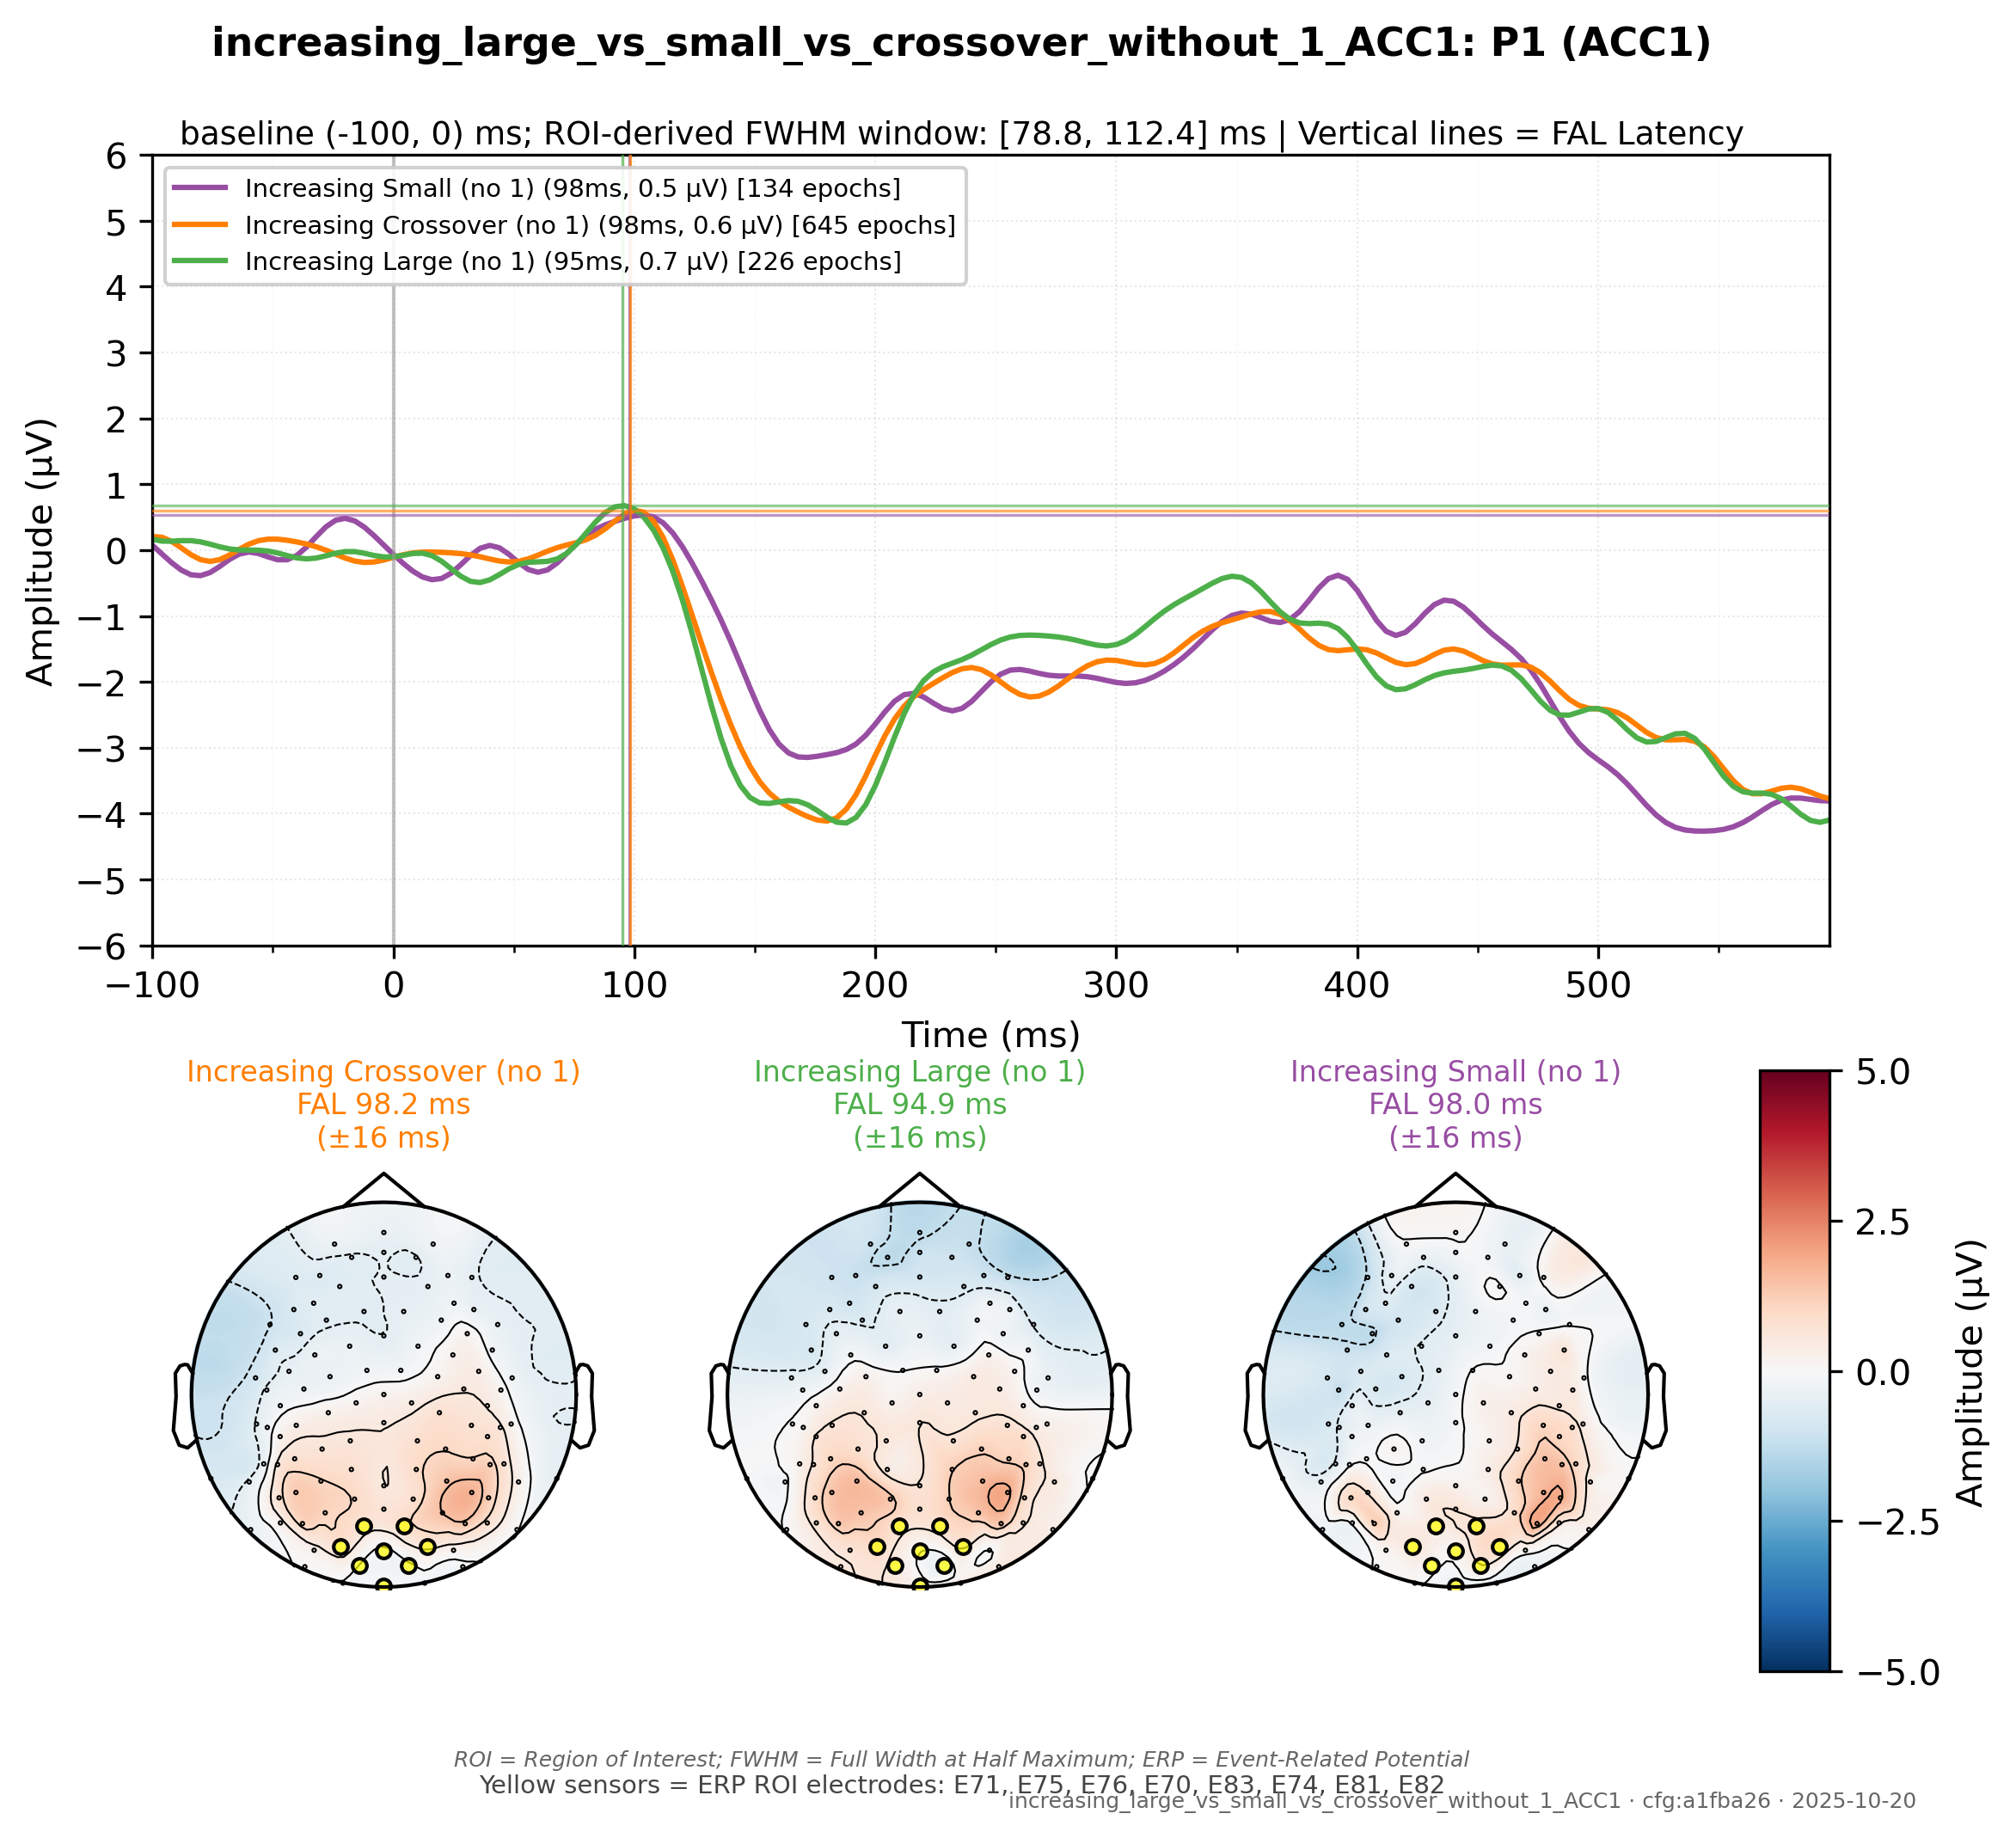 increasing_large_vs_small_vs_crossover_without_1_ACC1: P1 (ACC1)
baseline (-100, 0) ms; ROI-derived FWHM window: [78.8, 112.4] ms | Vertical lines = FAL Latency
Increasing Small (no 1) (98ms, 0.5 µV) [134 epochs]
Increasing Crossover (no 1) (98ms, 0.6 µV) [645 epochs]
Increasing Large (no 1) (95ms, 0.7 µV) [226 epochs]
Amplitude (µV)
6
5
4
3
2
1
0
−1
−2
−3
−4
−5
−6
−100 0 100 200 300 400 500
Time (ms)
Increasing Crossover (no 1)
FAL 98.2 ms
(±16 ms)
Increasing Large (no 1)
FAL 94.9 ms
(±16 ms)
Increasing Small (no 1)
FAL 98.0 ms
(±16 ms)
5.0
2.5
0.0
−2.5
−5.0
Amplitude (µV)
ROI = Region of Interest; FWHM = Full Width at Half Maximum; ERP = Event-Related Potential
Yellow sensors = ERP ROI electrodes: E71, E75, E76, E70, E83, E74, E81, E82
increasing_large_vs_small_vs_crossover_without_1_ACC1 · cfg:a1fba26 · 2025-10-20